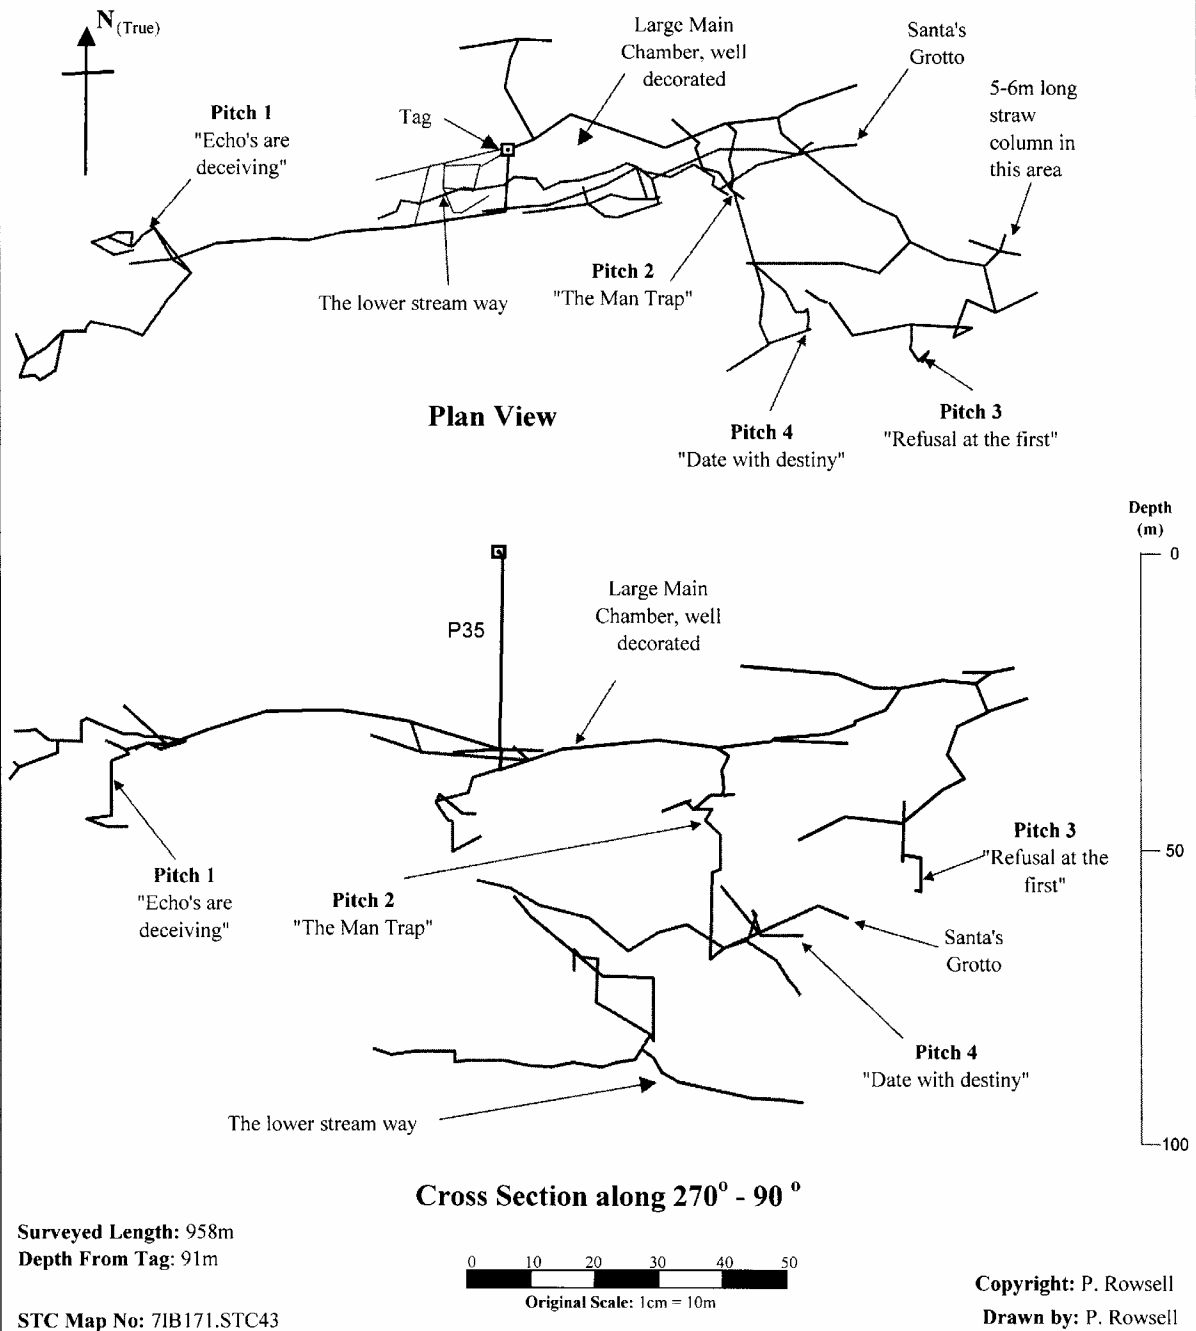 N (True)
Large Main
Chamber, well
decorated
Santa's
Grotto
5-6m long
straw
column in
this area
Pitch 1
"Echo's are
deceiving"
Tag
Pitch 2
"The Man Trap"
The lower stream way
Plan View
Pitch 4
"Date with destiny"
Pitch 3
"Refusal at the first"
Depth
(m)
0
50
100
P35
Large Main
Chamber, well
decorated
Pitch 1
"Echo's are
deceiving"
Pitch 2
"The Man Trap"
Pitch 3
"Refusal at the
first"
Santa's
Grotto
Pitch 4
"Date with destiny"
The lower stream way
Cross Section along 270° - 90 °
Surveyed Length: 958m
Depth From Tag: 91m
STC Map No: 7IB171.STC43
0 10 20 30 40 50
Original Scale: 1cm = 10m
Copyright: P. Rowsell
Drawn by: P. Rowsell